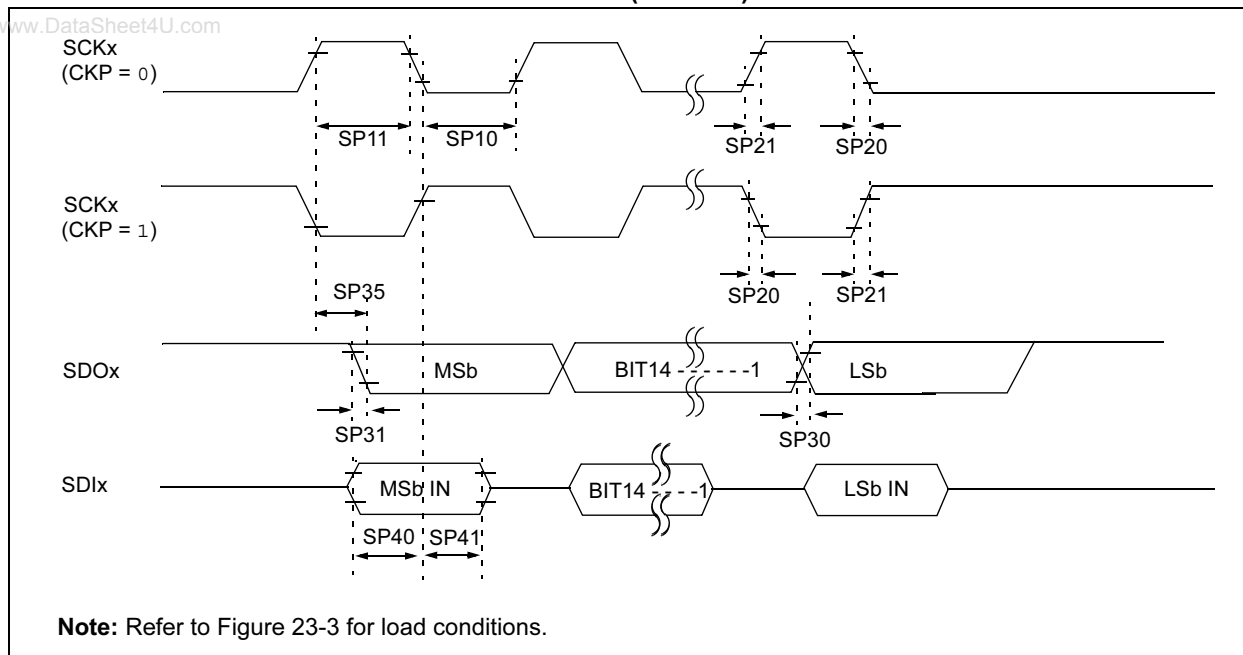 www.DataSheet4U.com
SCKx
(CKP = 0)
SP11
SP10
SP21
SP20
SCKx
(CKP = 1)
SP35
SP20
SP21
SDOx
MSb
BIT14 - - - - - - -1
LSb
SP31
SP30
SDIx
MSb IN
BIT14 - - - - -1
LSb IN
SP40
SP41
Note: Refer to Figure 23-3 for load conditions.